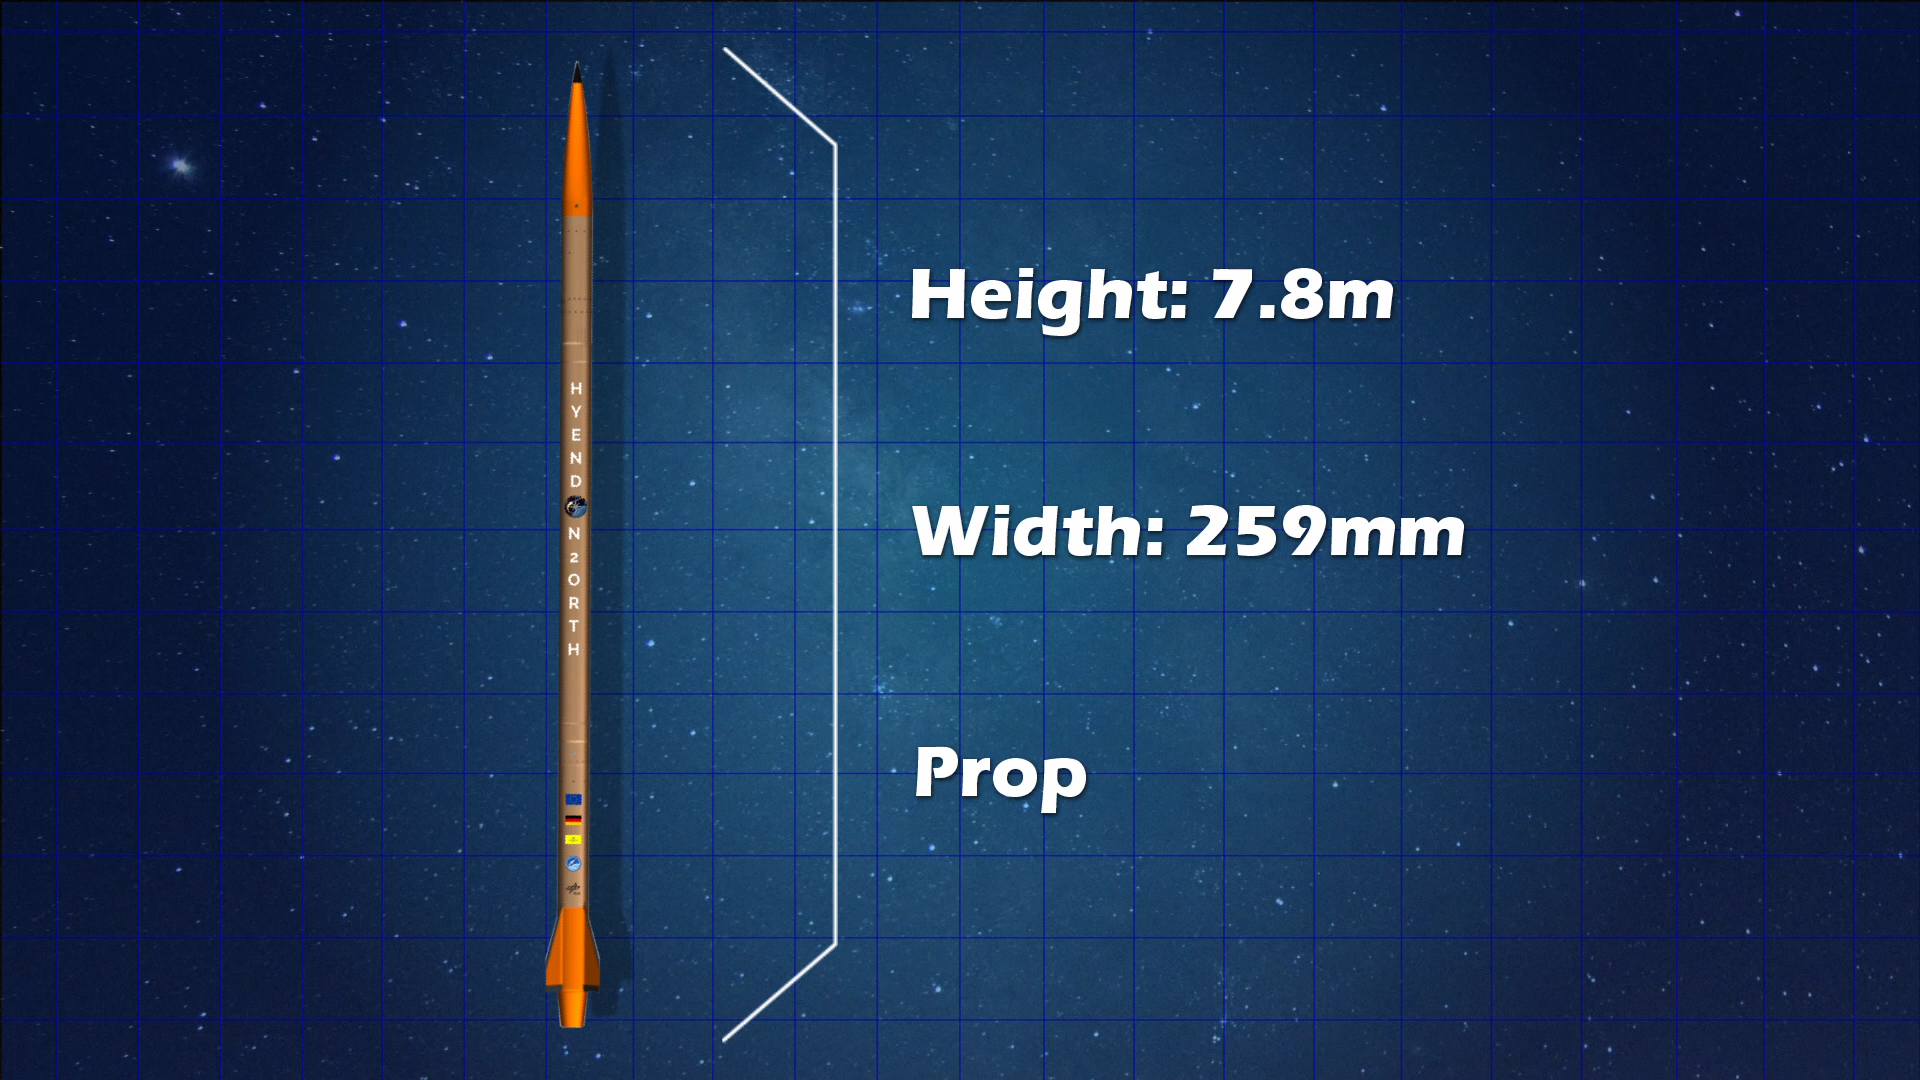 HYEND
N2ORTH
Height: 7.8m
Width: 259mm
Prop